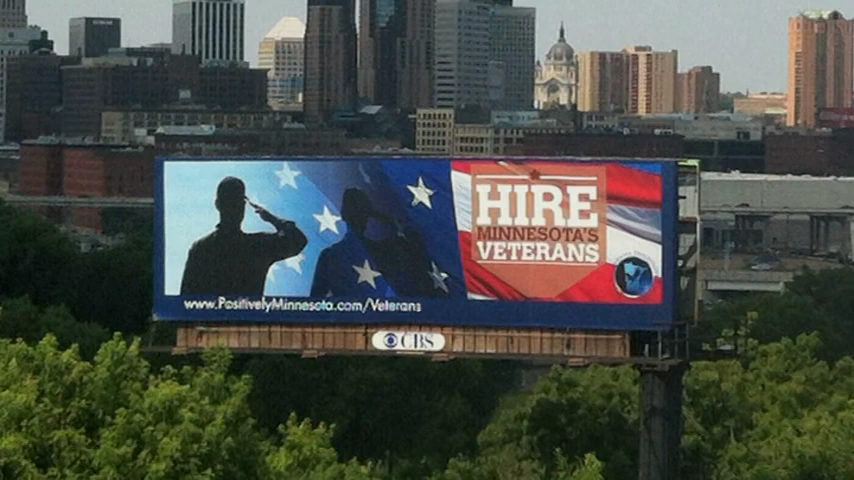 HIRE
MINNESOTA'S
VETERANS
www.PositivelyMinnesota.com/Veterans
CBS